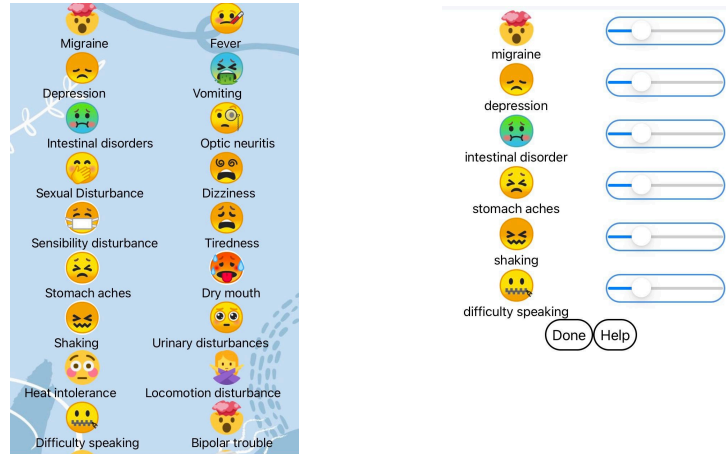 Migraine Fever
Depression Vomiting
Intestinal disorders Optic neuritis
Sexual Disturbance Dizziness
Sensibility disturbance Tiredness
Stomach aches Dry mouth
Shaking Urinary disturbances
Heat intolerance Locomotion disturbance
Difficulty speaking Bipolar trouble
migraine
depression
intestinal disorder
stomach aches
shaking
difficulty speaking
Done Help